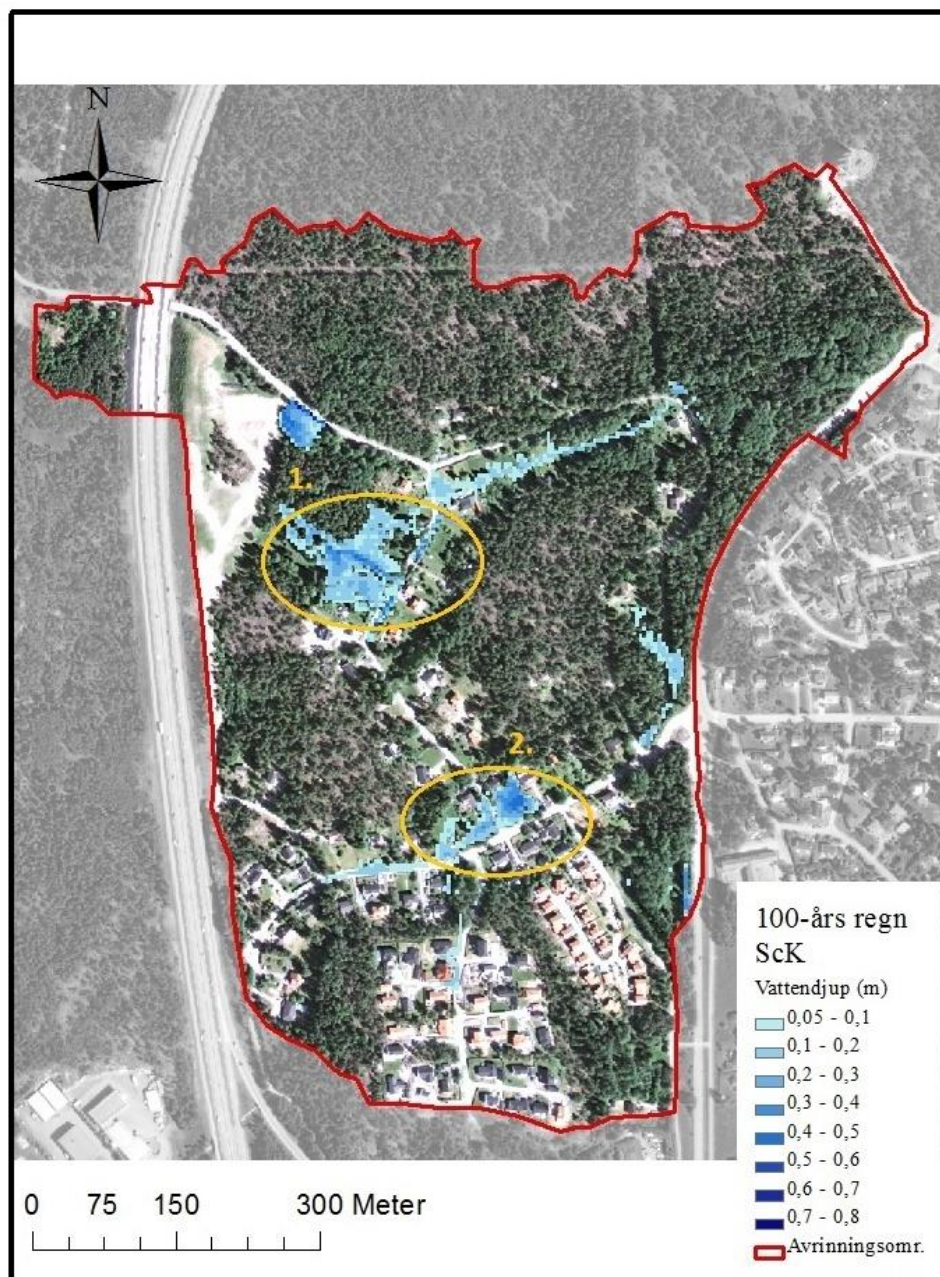 N
1.
2.
100-års regn
ScK
Vattendjup (m)
0,05 - 0,1
0,1 - 0,2
0,2 - 0,3
0,3 - 0,4
0,4 - 0,5
0,5 - 0,6
0,6 - 0,7
0,7 - 0,8
Avrinningsomr.
0 75 150 300 Meter